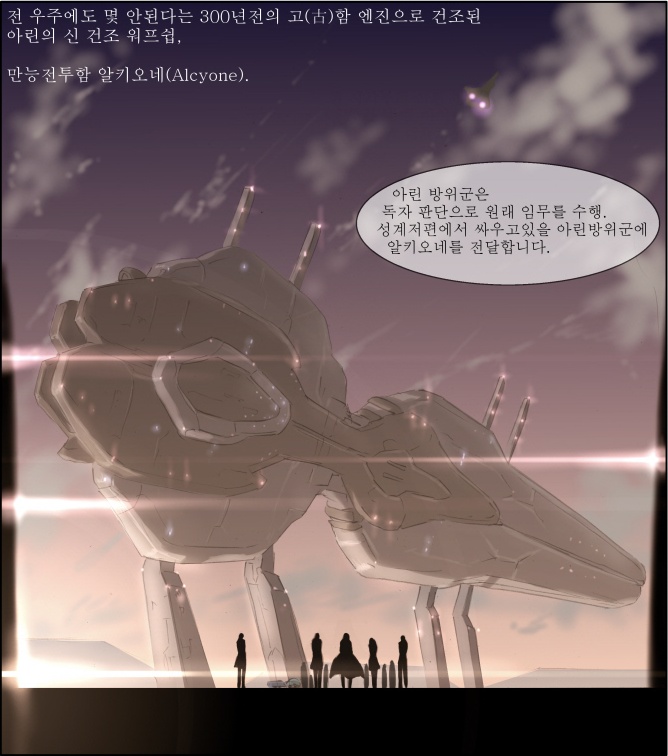 전 우주에도 몇 안된다는 300년전의 고(古)함 엔진으로 건조된
아린의 신 건조 워프쉽,
만능전투함 알키오네(Alcyone).
아린 방위군은
독자 판단으로 원래 임무를 수행.
성계저편에서 싸우고있을 아린방위군에
알키오네를 전달합니다.